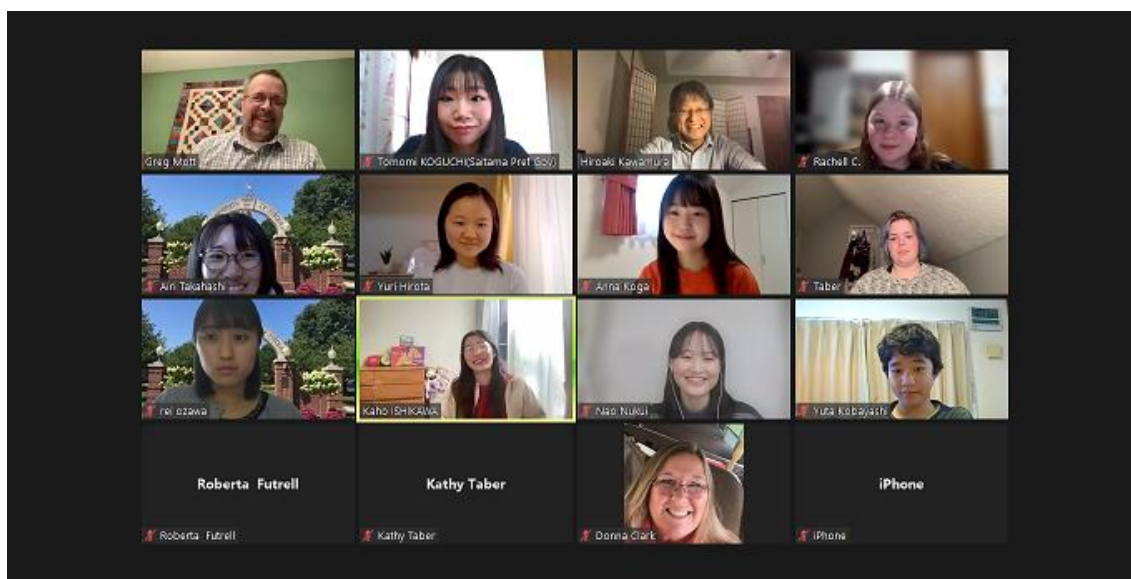 Greg Mott
Tomomi KOGUCHI(Saitama Pref Gov)
Hiroaki Kawamura
Rachell C.
Airi Takahashi
Yuri Hirota
Anna Koga
Taber
rei ozawa
Kaho ISHIKAWA
Nao Nukui
Yuta Kobayashi
Roberta Futrell
Kathy Taber
iPhone
Roberta Futrell
Kathy Taber
Donna Clark
iPhone